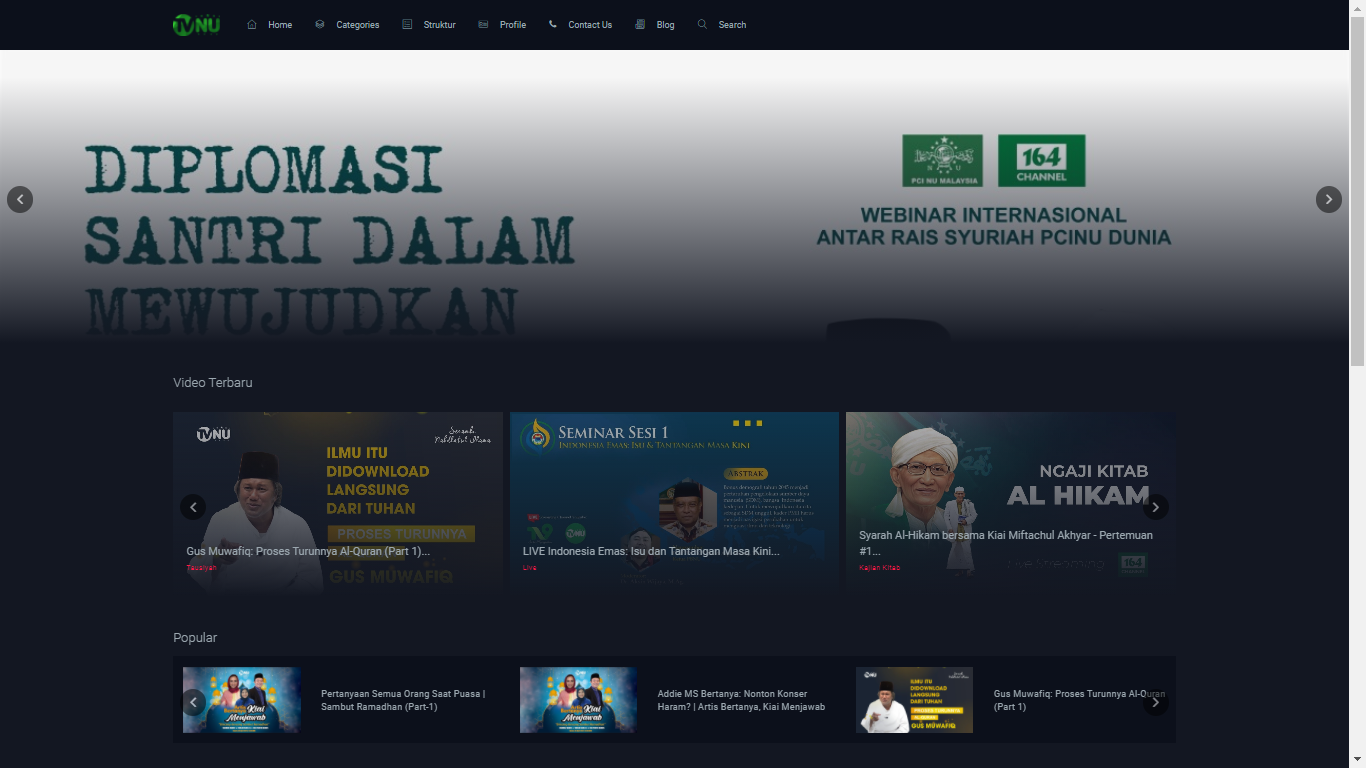 TVNU
Home
Categories
Struktur
Profile
Contact Us
Blog
Search
DIPLOMASI
SANTRI DALAM
MEWUJUDKAN
NU
PCI NU MALAYSIA
164
CHANNEL
WEBINAR INTERNASIONAL
ANTAR RAIS SYURIAH PCINU DUNIA
Video Terbaru
TVNU
ILMU ITU
DIDOWNLOAD
LANGSUNG
DARI TUHAN
PROSES TURUNNYA
Gus Muwafiq: Proses Turunnya Al-Quran (Part 1)...
Tausiyah
GUS MUWAFIQ
SEMINAR SESI 1
INDONESIA EMAS: ISU & TANTANGAN MASA KINI
ABSTRAK
LIVE Indonesia Emas: Isu dan Tantangan Masa Kini...
Live
NGAJI KITAB
AL HIKAM
Syarah Al-Hikam bersama Kiai Miftachul Akhyar - Pertemuan
#1...
Kajian Kitab
Live Streaming
164
Popular
Kiai
Menjawab
Pertanyaan Semua Orang Saat Puasa |
Sambut Ramadhan (Part-1)
Kiai
Menjawab
Addie MS Bertanya: Nonton Konser
Haram? | Artis Bertanya, Kiai Menjawab
ILMU ITU
DIDOWNLOAD
LANGSUNG
DARI TUHAN
GUS MUWAFIQ
Gus Muwafiq: Proses Turunnya Al-Quran
(Part 1)